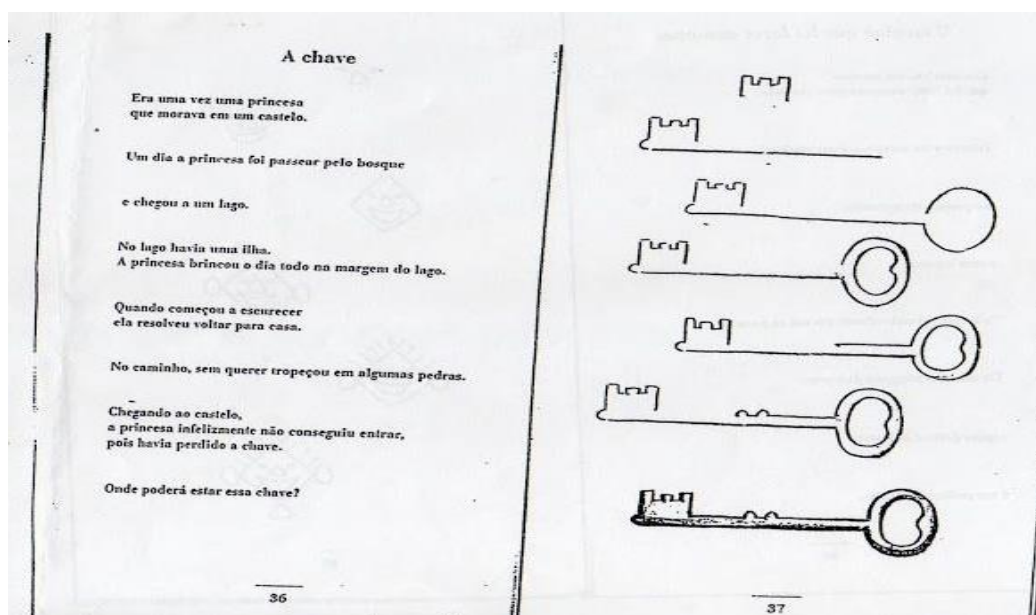 A chave
Era uma vez uma princesa
que morava em um castelo.
Um dia a princesa foi passear pelo bosque
e chegou a um lago.
No lago havia uma ilha.
A princesa brincou o dia todo na margem do lago.
Quando começou a escurecer
ela resolveu voltar para casa.
No caminho, sem querer tropeçou em algumas pedras.
Chegando ao castelo,
a princesa infelizmente não conseguiu entrar,
pois havia perdido a chave.
Onde poderá estar essa chave?
36
37